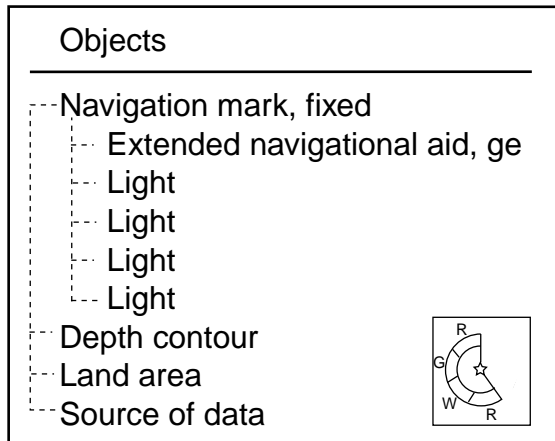 Objects
Navigation mark, fixed
Extended navigational aid, ge
Light
Light
Light
Light
Depth contour
Land area
Source of data
R
G
W
R